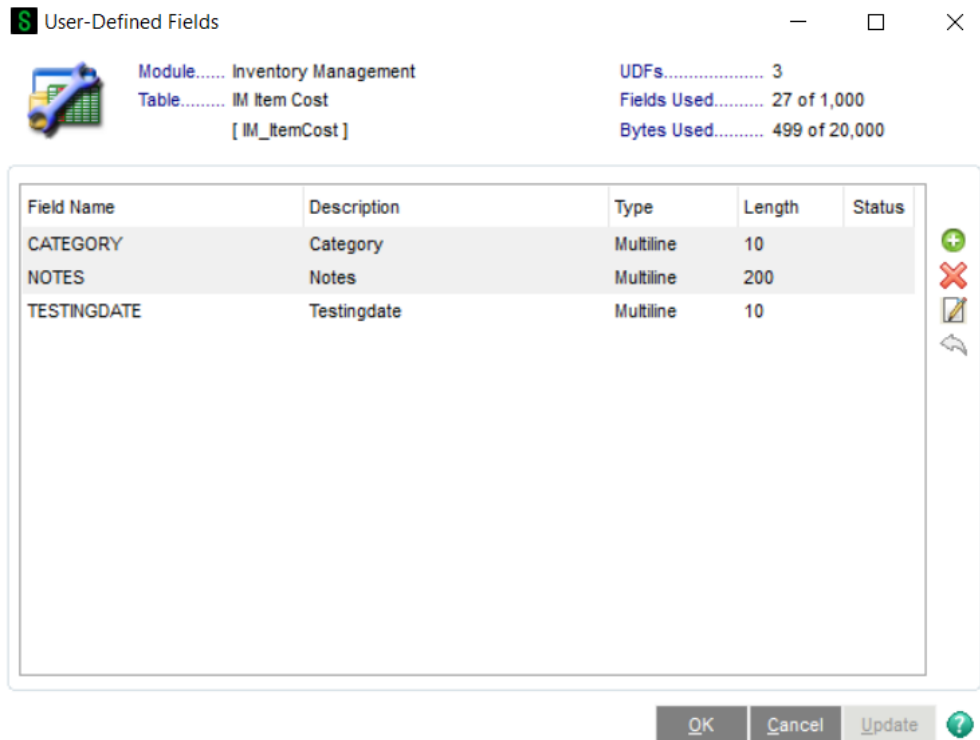 S User-Defined Fields
Module...... Inventory Management UDFs.................... 3
Table......... IM Item Cost Fields Used.......... 27 of 1,000
[ IM_ItemCost ] Bytes Used.......... 499 of 20,000
Field Name Description Type Length Status
CATEGORY Category Multiline 10
NOTES Notes Multiline 200
TESTINGDATE Testingdate Multiline 10
OK Cancel Update ?